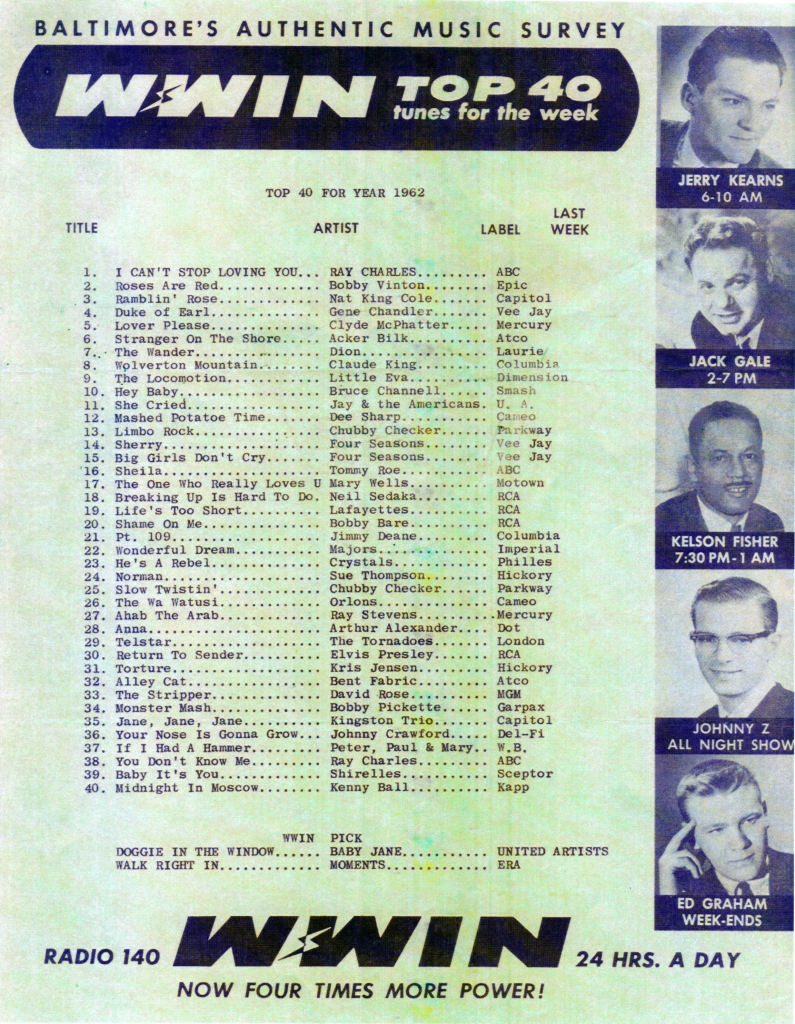 BALTIMORE'S AUTHENTIC MUSIC SURVEY
WWIN TOP 40
tunes for the week
TOP 40 FOR YEAR 1962
TITLE ARTIST LABEL LAST WEEK
1. I CAN'T STOP LOVING YOU... RAY CHARLES......... ABC
2. Roses Are Red............. Bobby Vinton........ Epic
3. Ramblin' Rose............. Nat King Cole....... Capitol
4. Duke of Earl.............. Gene Chandler....... Vee Jay
5. Lover Please.............. Clyde McPhatter..... Mercury
6. Stranger On The Shore..... Acker Bilk.......... Atco
7. The Wander................ Dion................ Laurie
8. Wolverton Mountain........ Claude King......... Columbia
9. The Locomotion............ Little Eva.......... Dimension
10. Hey Baby.................. Bruce Channell...... Smash
11. She Cried................. Jay & the Americans. U. A.
12. Mashed Potatoe Time....... Dee Sharp........... Cameo
13. Limbo Rock................ Chubby Checker...... Parkway
14. Sherry.................... Four Seasons........ Vee Jay
15. Big Girls Don't Cry....... Four Seasons........ Vee Jay
16. Sheila.................... Tommy Roe........... ABC
17. The One Who Really Loves U Mary Wells.......... Motown
18. Breaking Up Is Hard To Do. Neil Sedaka......... RCA
19. Life's Too Short.......... Lafayettes.......... RCA
20. Shame On Me............... Bobby Bare.......... RCA
21. Pt. 109................... Jimmy Deane......... Columbia
22. Wonderful Dream........... Majors.............. Imperial
23. He's A Rebel.............. Crystals............ Philles
24. Norman.................... Sue Thompson........ Hickory
25. Slow Twistin'............. Chubby Checker...... Parkway
26. The Wa Watusi............. Orlons.............. Cameo
27. Ahab The Arab............. Ray Stevens..........Mercury
28. Anna...................... Arthur Alexander.... Dot
29. Telstar................... The Tornadoes....... London
30. Return To Sender.......... Elvis Presley....... RCA
31. Torture................... Kris Jensen......... Hickory
32. Alley Cat................. Bent Fabric......... Atco
33. The Stripper.............. David Rose.......... MGM
34. Monster Mash.............. Bobby Pickette...... Garpax
35. Jane, Jane, Jane.......... Kingston Trio....... Capitol
36. Your Nose Is Gonna Grow... Johnny Crawford..... Del-Fi
37. If I Had A Hammer......... Peter, Paul & Mary.. W.B.
38. You Don't Know Me......... Ray Charles......... ABC
39. Baby It's You............. Shirelles........... Sceptor
40. Midnight In Moscow........ Kenny Ball.......... Kapp
WWIN PICK
DOGGIE IN THE WINDOW...... BABY JANE........... UNITED ARTISTS
WALK RIGHT IN............. MOMENTS............. ERA
JERRY KEARNS
6-10 AM
JACK GALE
2-7 PM
KELSON FISHER
7:30 PM-1 AM
JOHNNY Z
ALL NIGHT SHOW
ED GRAHAM
WEEK-ENDS
RADIO 140 WWIN 24 HRS. A DAY
NOW FOUR TIMES MORE POWER!